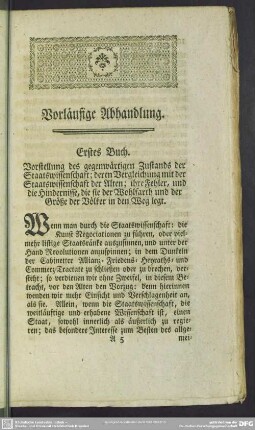 Vorläufige Abhandlung.
Erstes Buch.
Vorstellung des gegenwärtigen Zustands der
Staatswissenschaft; deren Vergleichung mit der
Staatswissenschaft der Alten; ihre Fehler, und
die Hindernisse, die sie der Wohlfarth und der
Größe der Völker in den Weg legt.
Wenn man durch die Staatswissenschaft: die
Kunst Negociationen zu führen, oder viel-
mehr listige Staatsränke auszusinnen, und unter der
Hand Revolutionen anzuspinnen; in dem Dunkeln
der Cabinetter Allianz- Friedens- Heyraths- und
Commerz-Tractate zu schließen oder zu brechen, ver-
steht; so verdienen wir ohne Zweifel, in diesem Be-
tracht, vor den Alten den Vorzug: denn hierinnen
wenden wir mehr Einsicht und Verschlagenheit an,
als sie. Allein, wenn die Staatswissenschaft, die
weitläuftige und erhabene Wissenschaft ist, einen
Staat, sowohl innerlich als äußerlich zu regie-
ren; das besondere Interesse zum Besten des allge-
A 5 mei-